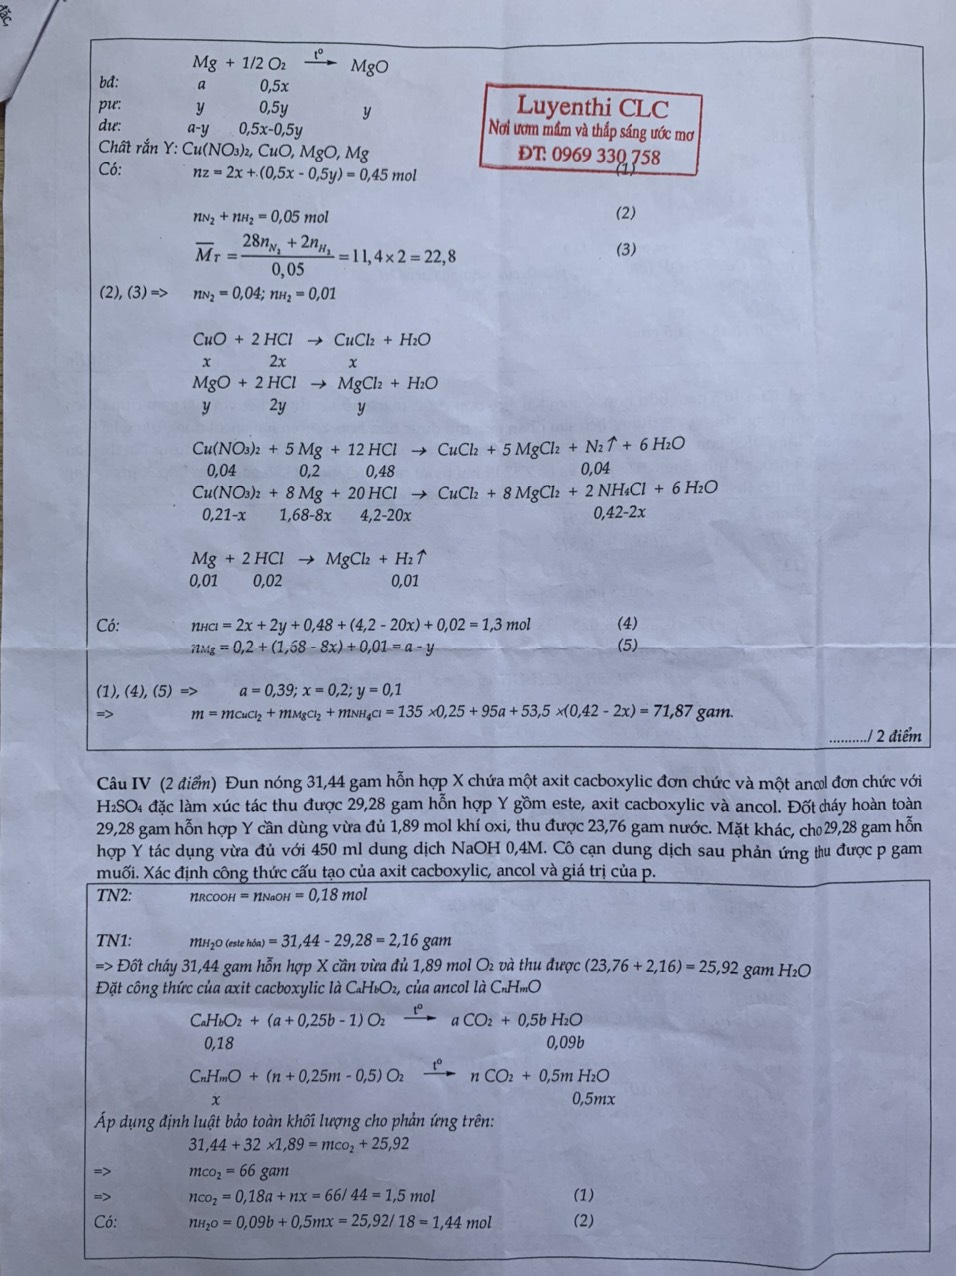 Mg + 1/2 O₂ —t°→ MgO
bđ: a 0,5x
pư: y 0,5y y
dư: a-y 0,5x-0,5y
Chất rắn Y: Cu(NO₃)₂, CuO, MgO, Mg
Có: nZ = 2x + (0,5x - 0,5y) = 0,45 mol (1)
Luyenthi CLC
Nơi ươm mầm và thắp sáng ước mơ
ĐT: 0969 330 758
nN₂ + nH₂ = 0,05 mol (2)
M̅T = (28nN₂ + 2nH₂)/0,05 = 11,4 × 2 = 22,8 (3)
(2), (3) => nN₂ = 0,04; nH₂ = 0,01
CuO + 2 HCl → CuCl₂ + H₂O
x 2x x
MgO + 2 HCl → MgCl₂ + H₂O
y 2y y
Cu(NO₃)₂ + 5 Mg + 12 HCl → CuCl₂ + 5 MgCl₂ + N₂↑ + 6 H₂O
0,04 0,2 0,48 0,04
Cu(NO₃)₂ + 8 Mg + 20 HCl → CuCl₂ + 8 MgCl₂ + 2 NH₄Cl + 6 H₂O
0,21-x 1,68-8x 4,2-20x 0,42-2x
Mg + 2 HCl → MgCl₂ + H₂↑
0,01 0,02 0,01
Có: nHCl = 2x + 2y + 0,48 + (4,2 - 20x) + 0,02 = 1,3 mol (4)
nMg = 0,2 + (1,68 - 8x) + 0,01 = a - y (5)
(1), (4), (5) => a = 0,39; x = 0,2; y = 0,1
=> m = mCuCl₂ + mMgCl₂ + mNH₄Cl = 135 ×0,25 + 95a + 53,5 ×(0,42 - 2x) = 71,87 gam.
........../ 2 điểm
Câu IV (2 điểm) Đun nóng 31,44 gam hỗn hợp X chứa một axit cacboxylic đơn chức và một ancol đơn chức với
H₂SO₄ đặc làm xúc tác thu được 29,28 gam hỗn hợp Y gồm este, axit cacboxylic và ancol. Đốt cháy hoàn toàn
29,28 gam hỗn hợp Y cần dùng vừa đủ 1,89 mol khí oxi, thu được 23,76 gam nước. Mặt khác, cho 29,28 gam hỗn
hợp Y tác dụng vừa đủ với 450 ml dung dịch NaOH 0,4M. Cô cạn dung dịch sau phản ứng thu được p gam
muối. Xác định công thức cấu tạo của axit cacboxylic, ancol và giá trị của p.
TN2: nRCOOH = nNaOH = 0,18 mol
TN1: mH₂O (este hóa) = 31,44 - 29,28 = 2,16 gam
=> Đốt cháy 31,44 gam hỗn hợp X cần vừa đủ 1,89 mol O₂ và thu được (23,76 + 2,16) = 25,92 gam H₂O
Đặt công thức của axit cacboxylic là CaHbO₂, của ancol là CnHmO
CaHbO₂ + (a + 0,25b - 1) O₂ —t°→ a CO₂ + 0,5b H₂O
0,18 0,09b
CnHmO + (n + 0,25m - 0,5) O₂ —t°→ n CO₂ + 0,5m H₂O
x 0,5mx
Áp dụng định luật bảo toàn khối lượng cho phản ứng trên:
31,44 + 32 ×1,89 = mCO₂ + 25,92
=> mCO₂ = 66 gam
=> nCO₂ = 0,18a + nx = 66/ 44 = 1,5 mol (1)
Có: nH₂O = 0,09b + 0,5mx = 25,92/ 18 = 1,44 mol (2)